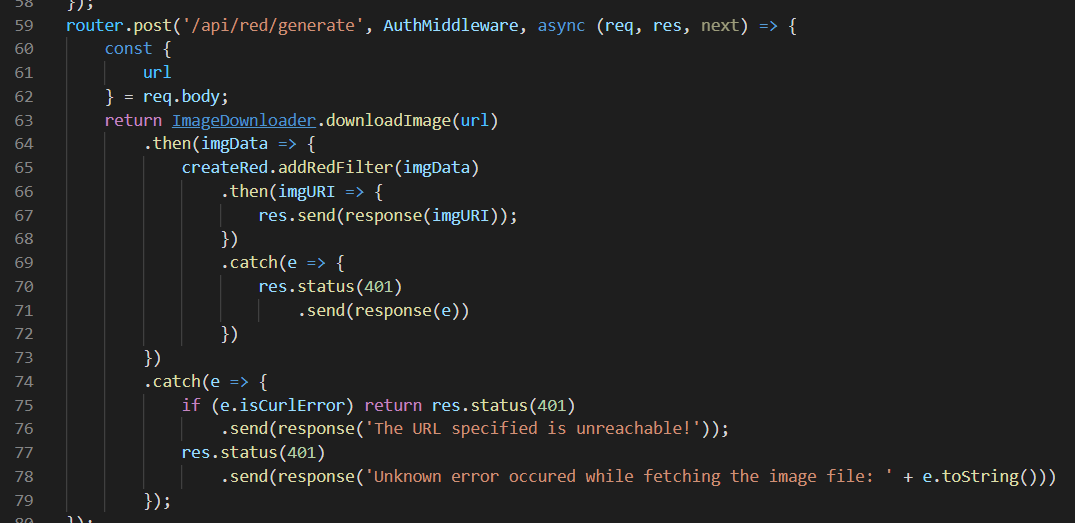 58 });
59 router.post('/api/red/generate', AuthMiddleware, async (req, res, next) => {
60     const {
61         url
62     } = req.body;
63     return ImageDownloader.downloadImage(url)
64         .then(imgData => {
65             createRed.addRedFilter(imgData)
66                 .then(imgURI => {
67                     res.send(response(imgURI));
68                 })
69                 .catch(e => {
70                     res.status(401)
71                         .send(response(e))
72                 })
73         })
74         .catch(e => {
75             if (e.isCurlError) return res.status(401)
76                 .send(response('The URL specified is unreachable!'));
77             res.status(401)
78                 .send(response('Unknown error occured while fetching the image file: ' + e.toString()))
79         });
80 });